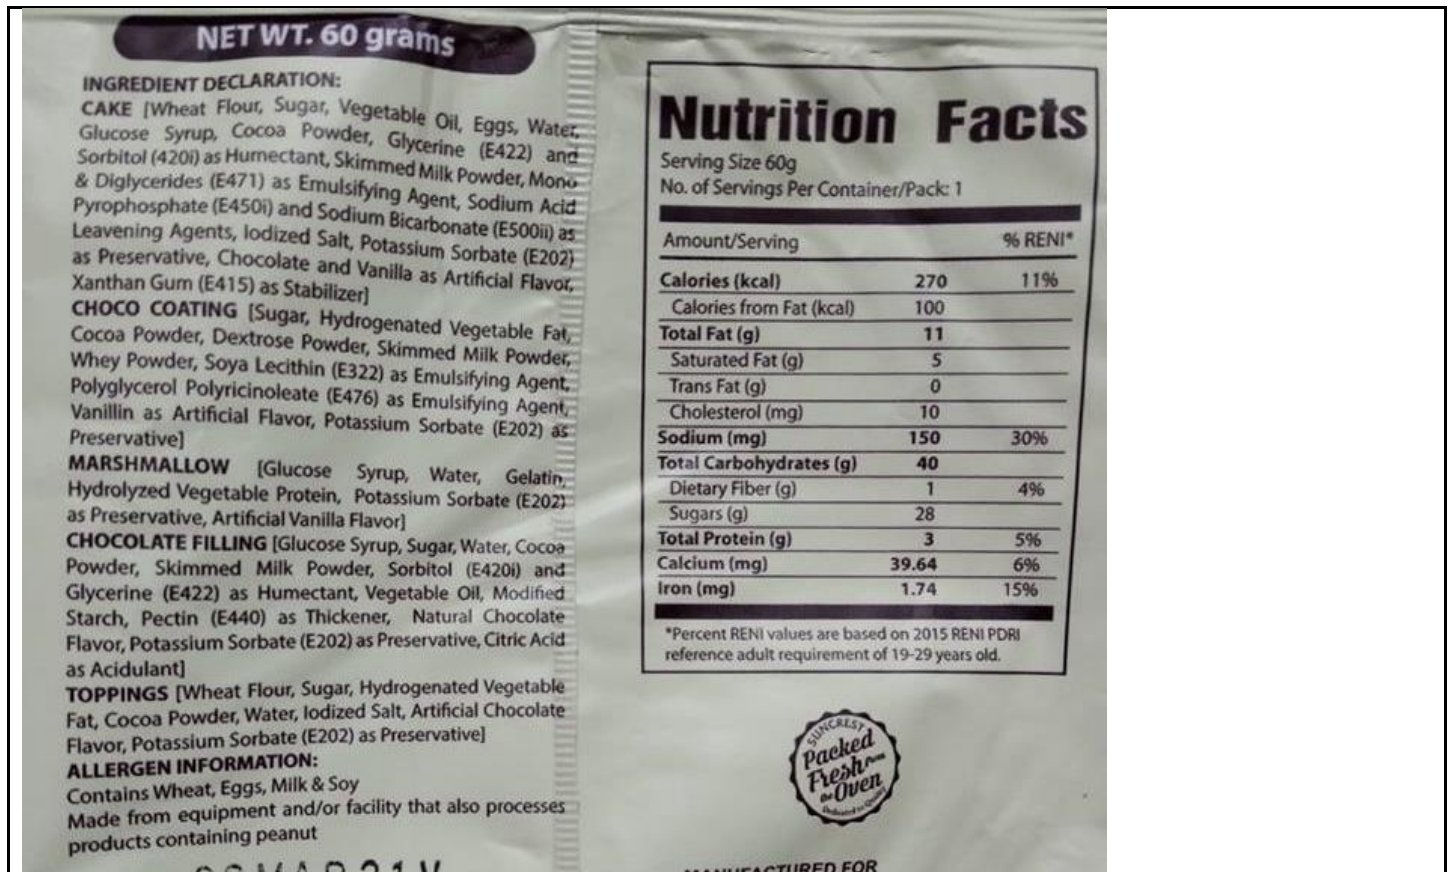 NET WT. 60 grams
INGREDIENT DECLARATION:
CAKE [Wheat Flour, Sugar, Vegetable Oil, Eggs, Water,
Glucose Syrup, Cocoa Powder, Glycerine (E422) and
Sorbitol (420i) as Humectant, Skimmed Milk Powder, Mono
& Diglycerides (E471) as Emulsifying Agent, Sodium Acid
Pyrophosphate (E450i) and Sodium Bicarbonate (E500ii) as
Leavening Agents, Iodized Salt, Potassium Sorbate (E202)
as Preservative, Chocolate and Vanilla as Artificial Flavor,
Xanthan Gum (E415) as Stabilizer]
CHOCO COATING [Sugar, Hydrogenated Vegetable Fat,
Cocoa Powder, Dextrose Powder, Skimmed Milk Powder,
Whey Powder, Soya Lecithin (E322) as Emulsifying Agent,
Polyglycerol Polyricinoleate (E476) as Emulsifying Agent,
Vanillin as Artificial Flavor, Potassium Sorbate (E202) as
Preservative]
MARSHMALLOW [Glucose Syrup, Water, Gelatin,
Hydrolyzed Vegetable Protein, Potassium Sorbate (E202)
as Preservative, Artificial Vanilla Flavor]
CHOCOLATE FILLING [Glucose Syrup, Sugar, Water, Cocoa
Powder, Skimmed Milk Powder, Sorbitol (E420i) and
Glycerine (E422) as Humectant, Vegetable Oil, Modified
Starch, Pectin (E440) as Thickener, Natural Chocolate
Flavor, Potassium Sorbate (E202) as Preservative, Citric Acid
as Acidulant]
TOPPINGS [Wheat Flour, Sugar, Hydrogenated Vegetable
Fat, Cocoa Powder, Water, Iodized Salt, Artificial Chocolate
Flavor, Potassium Sorbate (E202) as Preservative]
ALLERGEN INFORMATION:
Contains Wheat, Eggs, Milk & Soy
Made from equipment and/or facility that also processes
products containing peanut
Nutrition Facts
Serving Size 60g
No. of Servings Per Container/Pack: 1
Amount/Serving % RENI*
Calories (kcal) 270 11%
Calories from Fat (kcal) 100
Total Fat (g) 11
Saturated Fat (g) 5
Trans Fat (g) 0
Cholesterol (mg) 10
Sodium (mg) 150 30%
Total Carbohydrates (g) 40
Dietary Fiber (g) 1 4%
Sugars (g) 28
Total Protein (g) 3 5%
Calcium (mg) 39.64 6%
Iron (mg) 1.74 15%
*Percent RENI values are based on 2015 RENI PDRI
reference adult requirement of 19-29 years old.
SUNCREST
Packed
Fresh from
the Oven
Dedicated to Quality
MANUFACTURED FOR